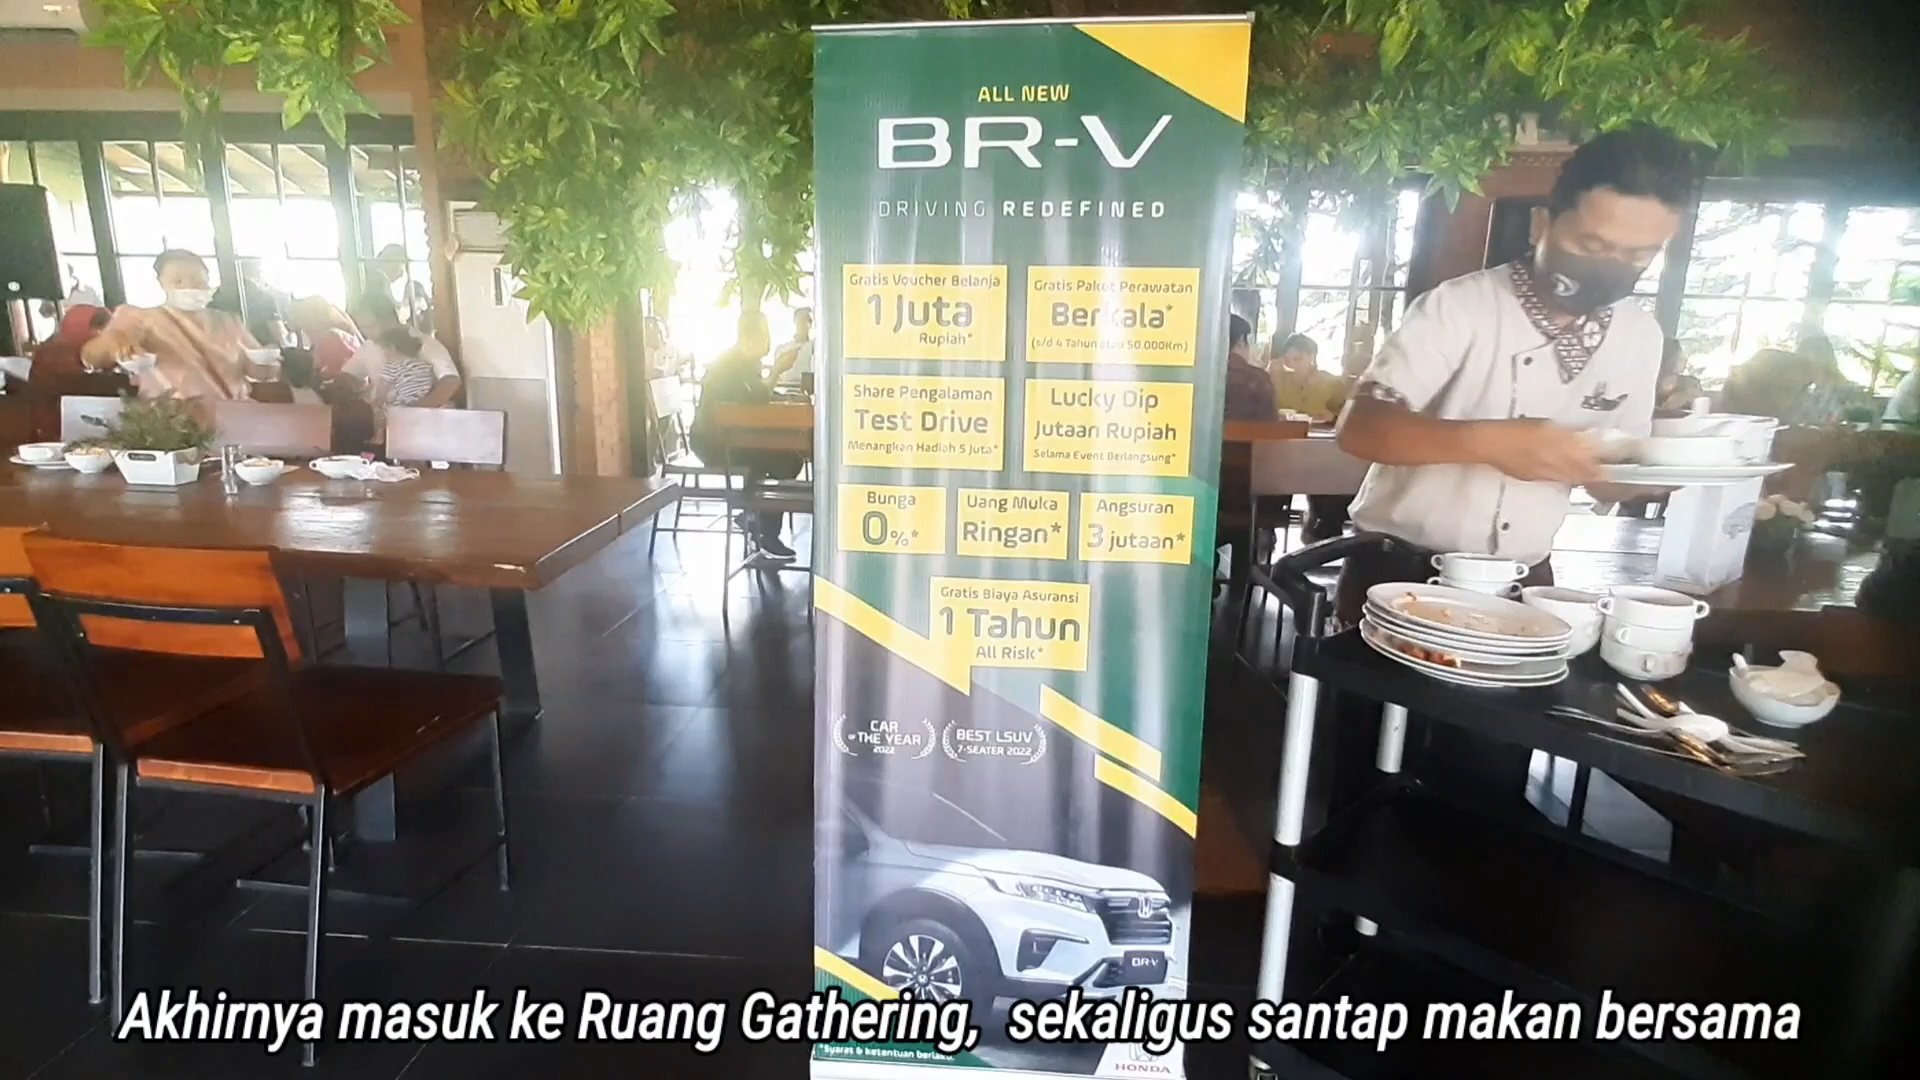 ALL NEW
BR-V
DRIVING REDEFINED
Gratis Voucher Belanja
1 Juta
Rupiah*
Gratis Paket Perawatan
Berkala*
(s/d 4 Tahun atau 50.000Km)
Share Pengalaman
Test Drive
Menangkan Hadiah 5 Juta*
Lucky Dip
Jutaan Rupiah
Selama Event Berlangsung*
Bunga
0%*
Uang Muka
Ringan*
Angsuran
3 jutaan*
Gratis Biaya Asuransi
1 Tahun
All Risk*
CAR
OF THE YEAR
2022
BEST LSUV
7-SEATER 2022
BR-V
Akhirnya masuk ke Ruang Gathering, sekaligus santap makan bersama
*Syarat & ketentuan berlaku
HONDA